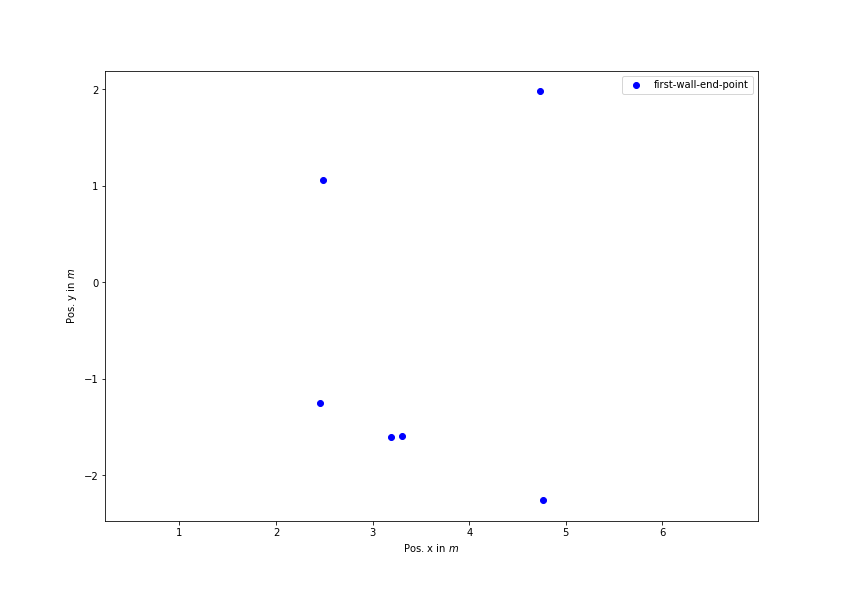 first-wall-end-point
2
1
0
−1
−2
Pos. y in m
1 2 3 4 5 6
Pos. x in m